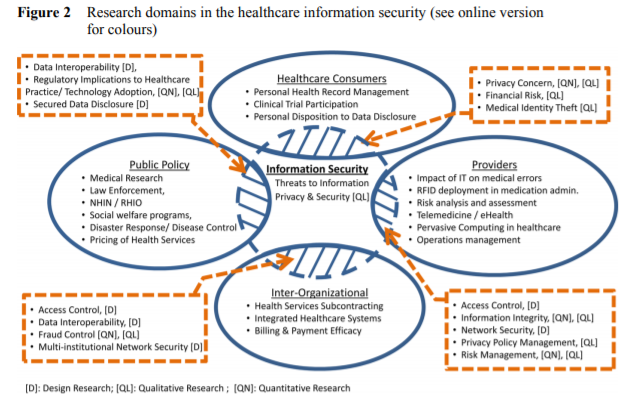 Figure 2 Research domains in the healthcare information security (see online version
for colours)
• Data Interoperability [D],
• Regulatory Implications to Healthcare
Practice/ Technology Adoption, [QN], [QL]
• Secured Data Disclosure [D]
Healthcare Consumers
• Personal Health Record Management
• Clinical Trial Participation
• Personal Disposition to Data Disclosure
• Privacy Concern, [QN], [QL]
• Financial Risk, [QL]
• Medical Identity Theft [QL]
Public Policy
• Medical Research
• Law Enforcement,
• NHIN / RHIO
• Social welfare programs,
• Disaster Response/ Disease Control
• Pricing of Health Services
Information Security
Threats to Information
Privacy & Security [QL]
Providers
• Impact of IT on medical errors
• RFID deployment in medication admin.
• Risk analysis and assessment
• Telemedicine / eHealth
• Pervasive Computing in healthcare
• Operations management
Inter-Organizational
• Health Services Subcontracting
• Integrated Healthcare Systems
• Billing & Payment Efficacy
• Access Control, [D]
• Data Interoperability, [D]
• Fraud Control [QN], [QL]
• Multi-institutional Network Security [D]
• Access Control, [D]
• Information Integrity, [QN], [QL]
• Network Security, [D]
• Privacy Policy Management, [QL]
• Risk Management, [QN], [QL]
[D]: Design Research; [QL]: Qualitative Research ; [QN]: Quantitative Research